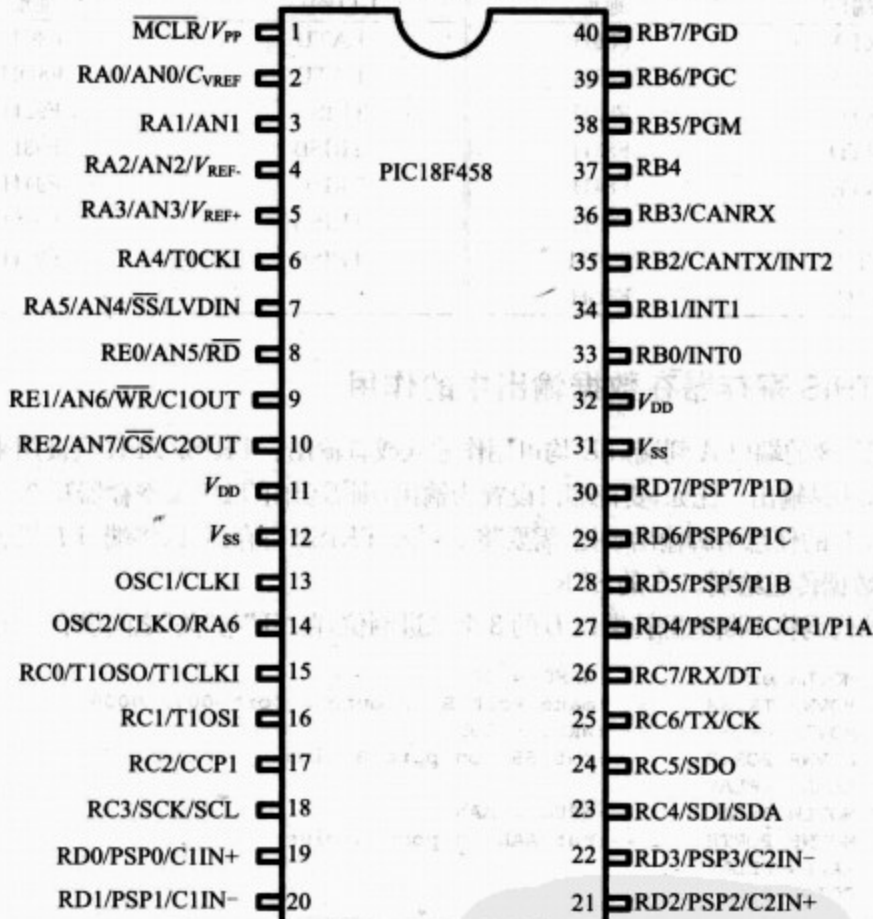 MCLR/VPP 1
RA0/AN0/CVREF 2
RA1/AN1 3
RA2/AN2/VREF- 4
RA3/AN3/VREF+ 5
RA4/T0CKI 6
RA5/AN4/SS/LVDIN 7
RE0/AN5/RD 8
RE1/AN6/WR/C1OUT 9
RE2/AN7/CS/C2OUT 10
VDD 11
VSS 12
OSC1/CLKI 13
OSC2/CLKO/RA6 14
RC0/T1OSO/T1CLKI 15
RC1/T1OSI 16
RC2/CCP1 17
RC3/SCK/SCL 18
RD0/PSP0/C1IN+ 19
RD1/PSP1/C1IN- 20
PIC18F458
40 RB7/PGD
39 RB6/PGC
38 RB5/PGM
37 RB4
36 RB3/CANRX
35 RB2/CANTX/INT2
34 RB1/INT1
33 RB0/INT0
32 VDD
31 VSS
30 RD7/PSP7/P1D
29 RD6/PSP6/P1C
28 RD5/PSP5/P1B
27 RD4/PSP4/ECCP1/P1A
26 RC7/RX/DT
25 RC6/TX/CK
24 RC5/SDO
23 RC4/SDI/SDA
22 RD3/PSP3/C2IN-
21 RD2/PSP2/C2IN+